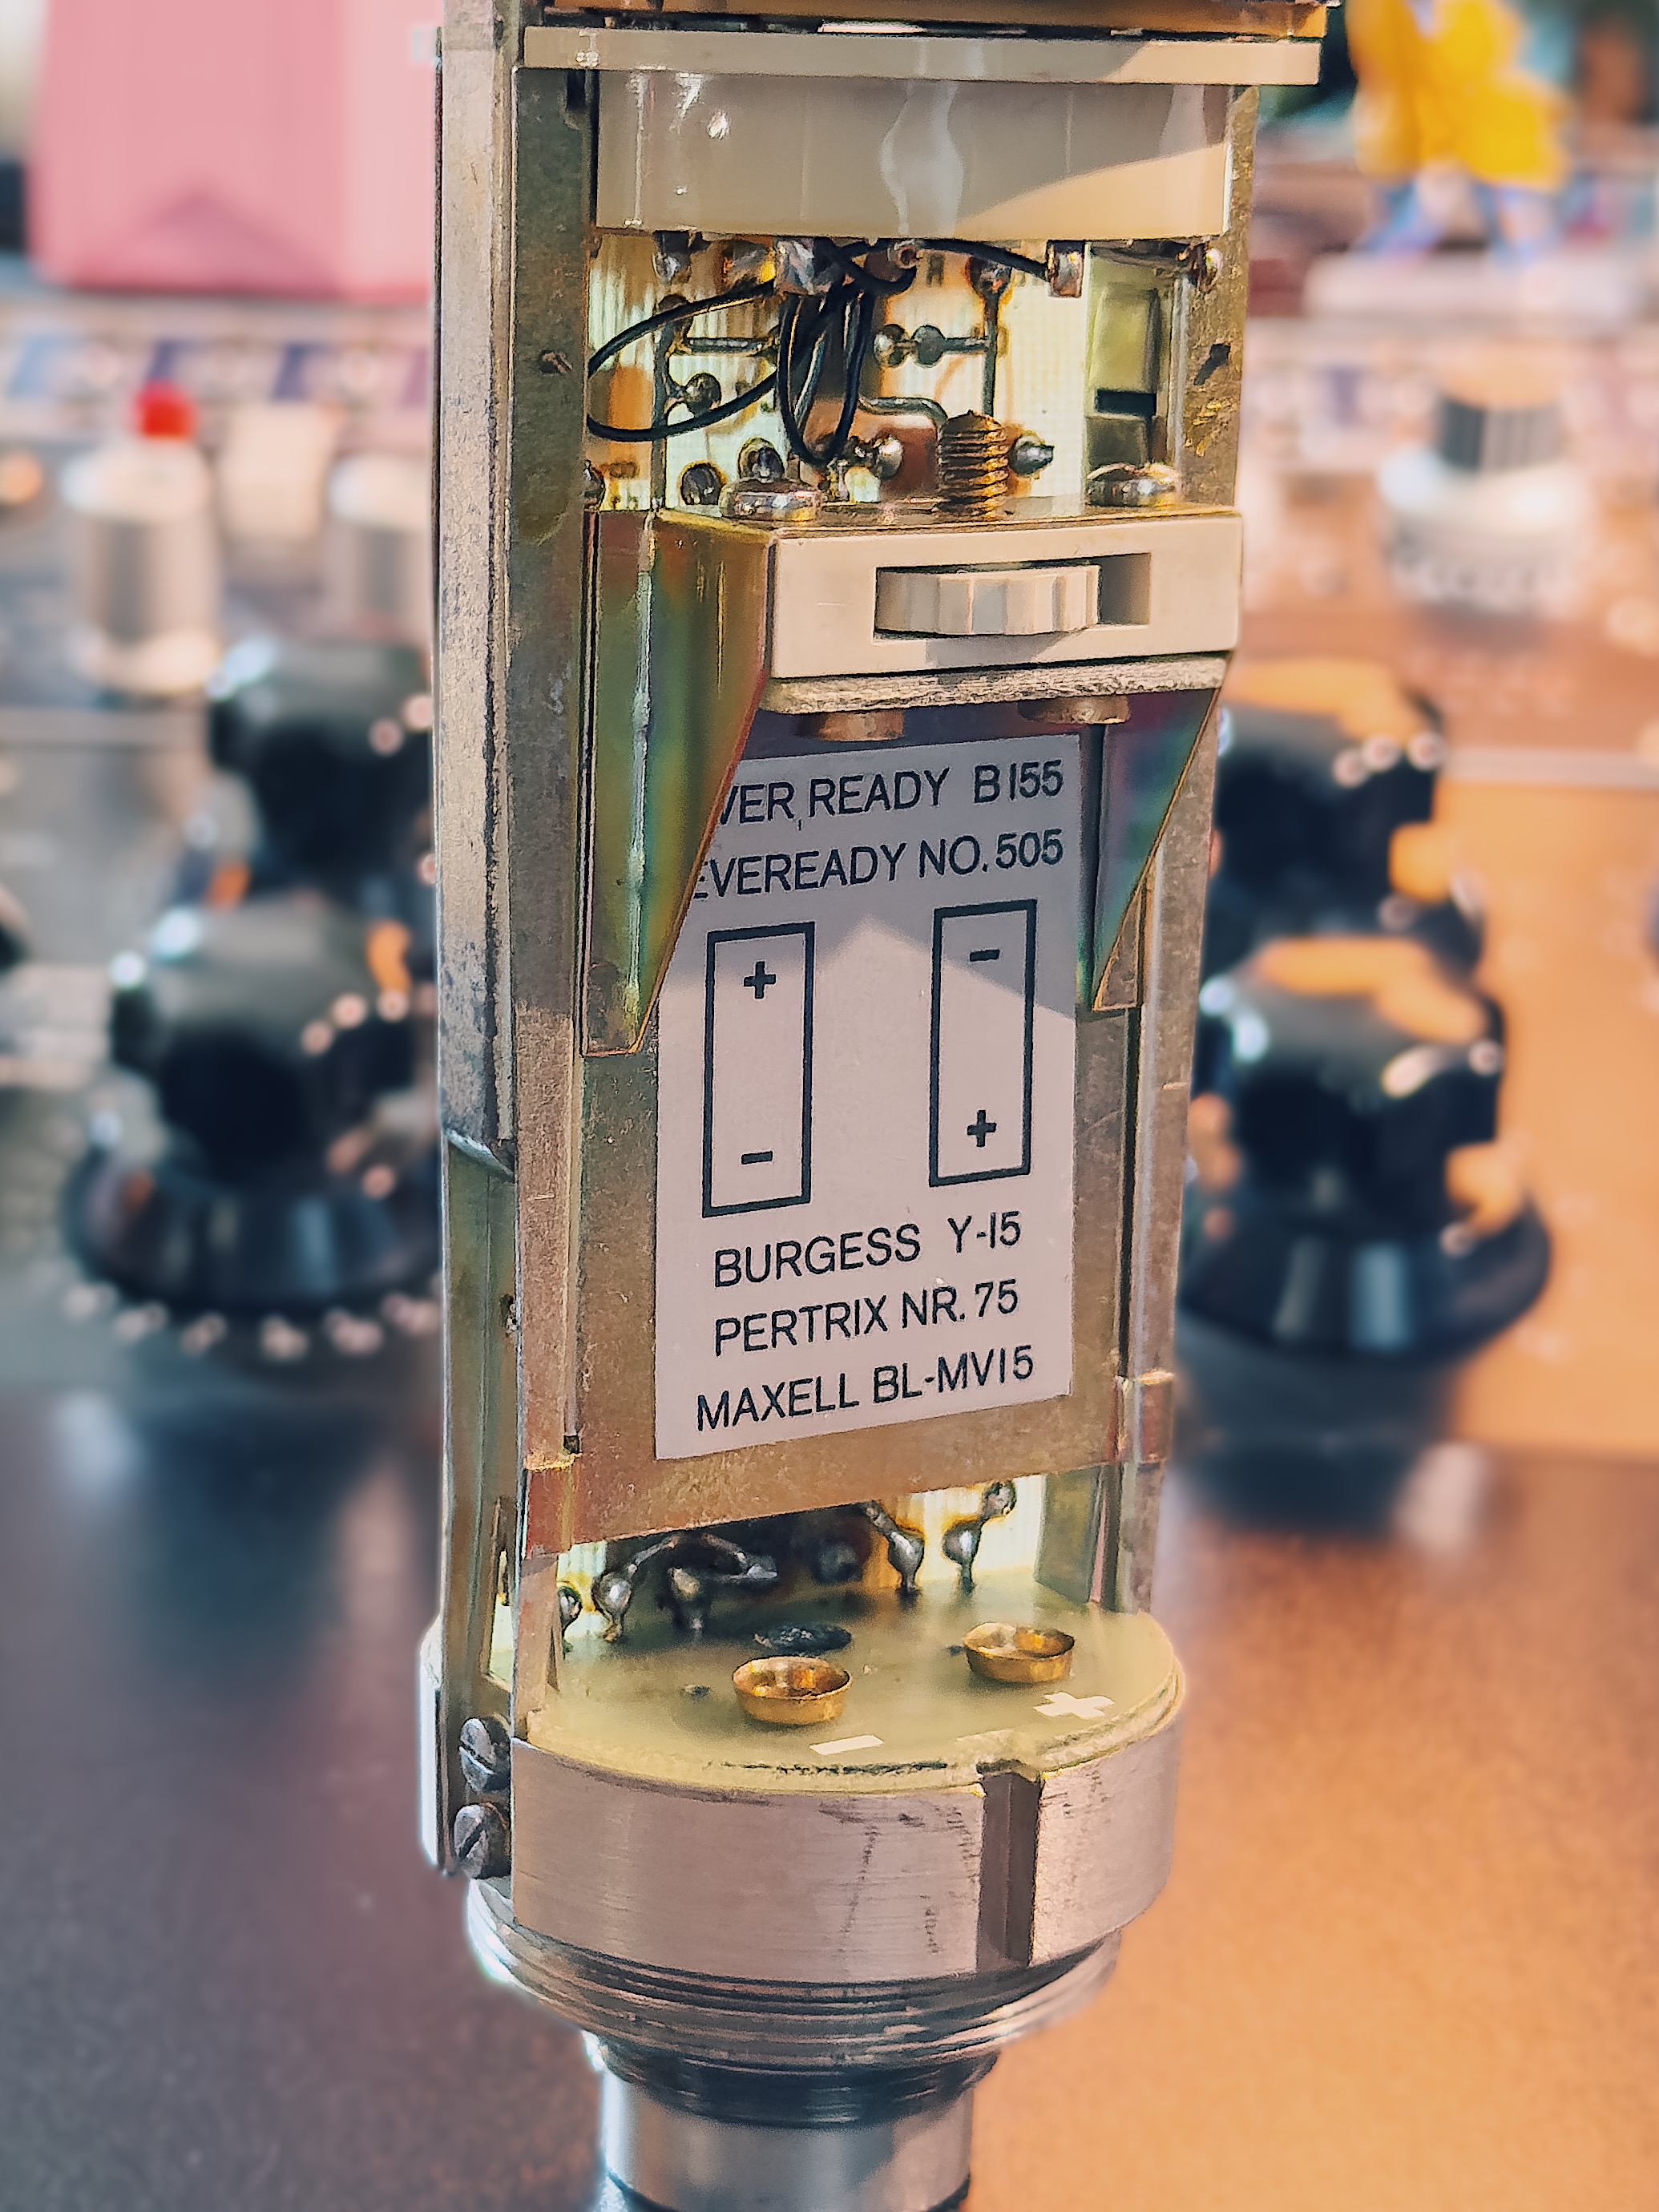 VER READY B155
EVEREADY NO. 505
+ -
- +
BURGESS Y-15
PERTRIX NR. 75
MAXELL BL-MV15
- +